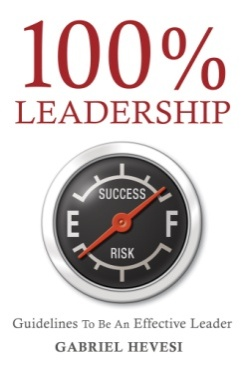 100%
LEADERSHIP
SUCCESS
E F
RISK
Guidelines To Be An Effective Leader
GABRIEL HEVESI